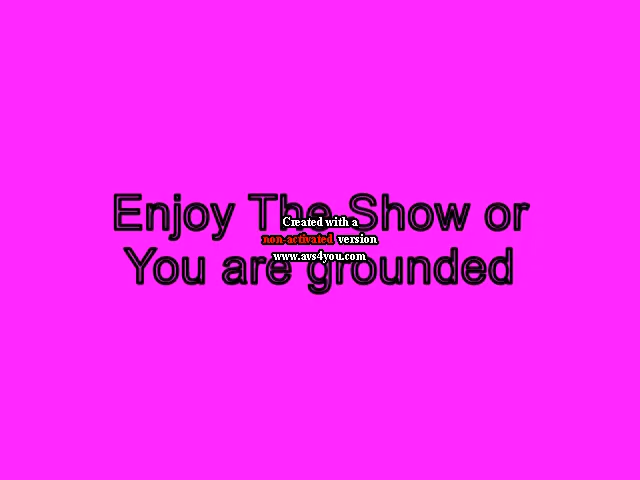 Enjoy The Show or
You are grounded
Created with a
non-activated version
www.avs4you.com